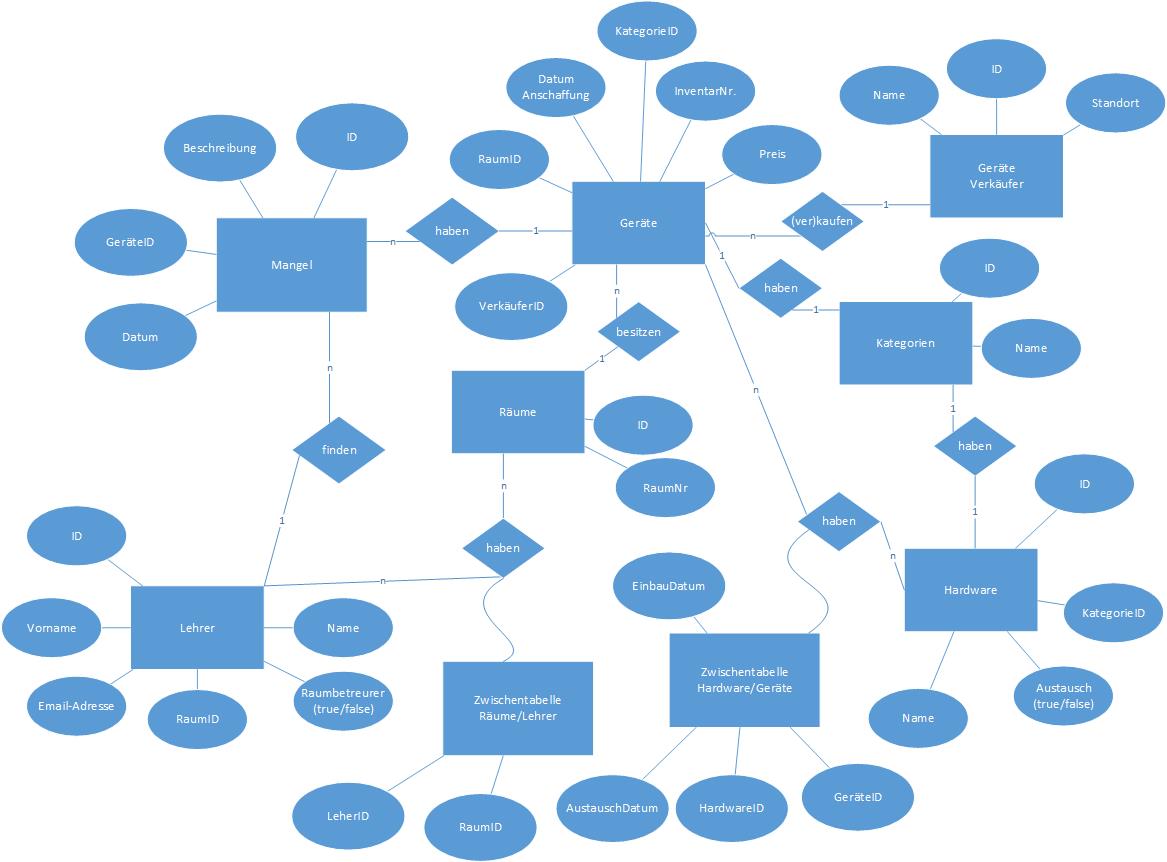 KategorieID
Datum
Anschaffung
InventarNr.
Name
ID
Standort
Beschreibung
ID
RaumID
Preis
Geräte
Verkäufer
GeräteID
Mangel
n
haben
1
Geräte
n
(ver)kaufen
1
1
haben
1
ID
Datum
VerkäuferID
n
besitzen
1
Kategorien
Name
n
Räume
ID
RaumNr
n
1
haben
1
ID
finden
1
n
haben
n
haben
n
Hardware
KategorieID
ID
Vorname
Lehrer
Name
Email-Adresse
RaumID
Raumbetreurer
(true/false)
EinbauDatum
Zwischentabelle
Räume/Lehrer
Zwischentabelle
Hardware/Geräte
Name
Austausch
(true/false)
LeherID
RaumID
AustauschDatum
HardwareID
GeräteID